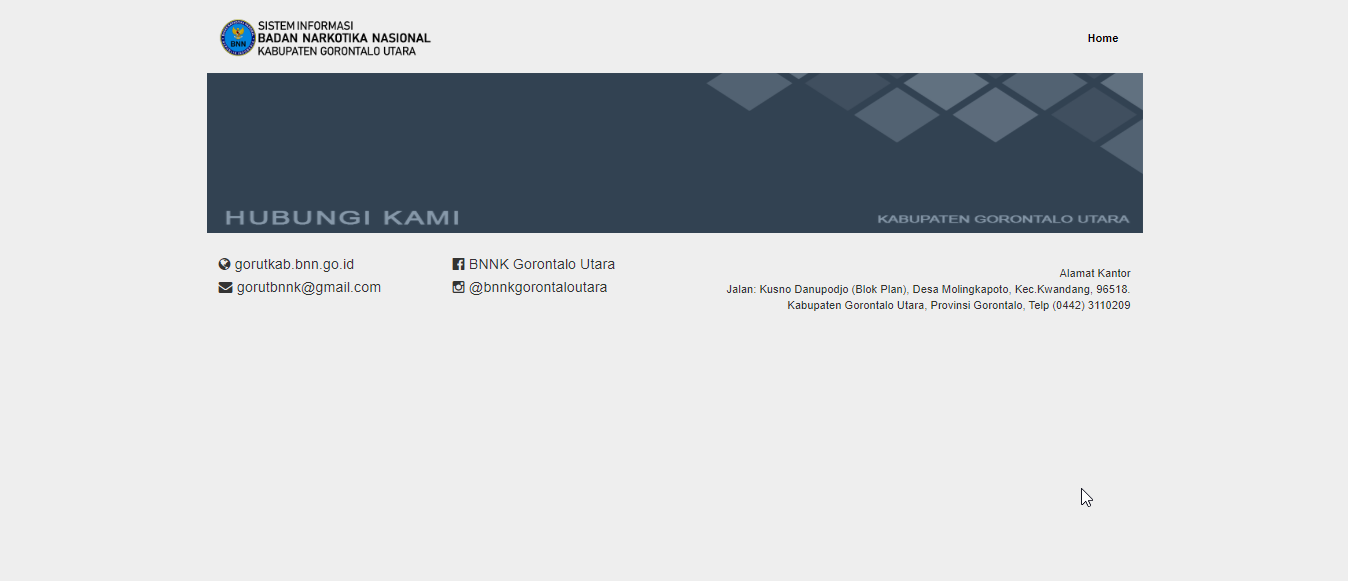 SISTEM INFORMASI
BADAN NARKOTIKA NASIONAL
KABUPATEN GORONTALO UTARA
BNN
Home
HUBUNGI KAMI
KABUPATEN GORONTALO UTARA
gorutkab.bnn.go.id
gorutbnnk@gmail.com
BNNK Gorontalo Utara
@bnnkgorontaloutara
Alamat Kantor
Jalan: Kusno Danupodjo (Blok Plan), Desa Molingkapoto, Kec.Kwandang, 96518.
Kabupaten Gorontalo Utara, Provinsi Gorontalo, Telp (0442) 3110209